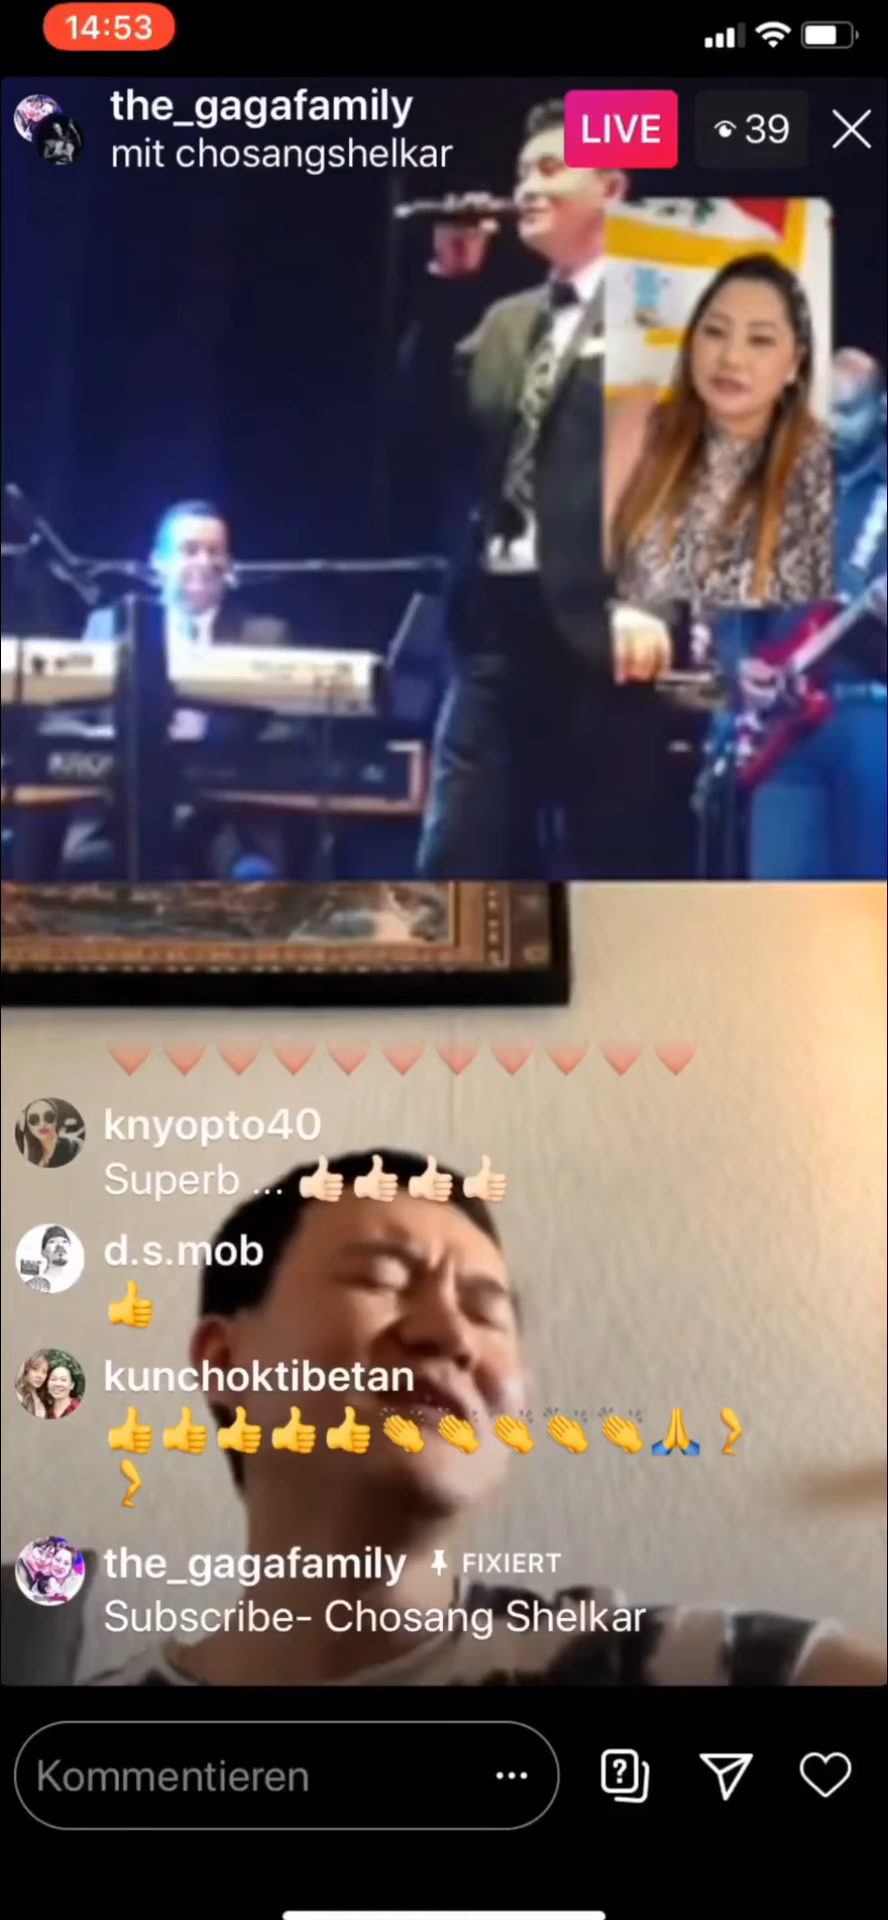 14:53
the_gagafamily
mit chosangshelkar
LIVE
39
knyopto40
Superb ... 👍🏻👍🏻👍🏻👍🏻
d.s.mob
👍
kunchoktibetan
👍👍👍👍👍👏👏👏👏👏🙏🦵
🦵
the_gagafamily FIXIERT
Subscribe- Chosang Shelkar
Kommentieren